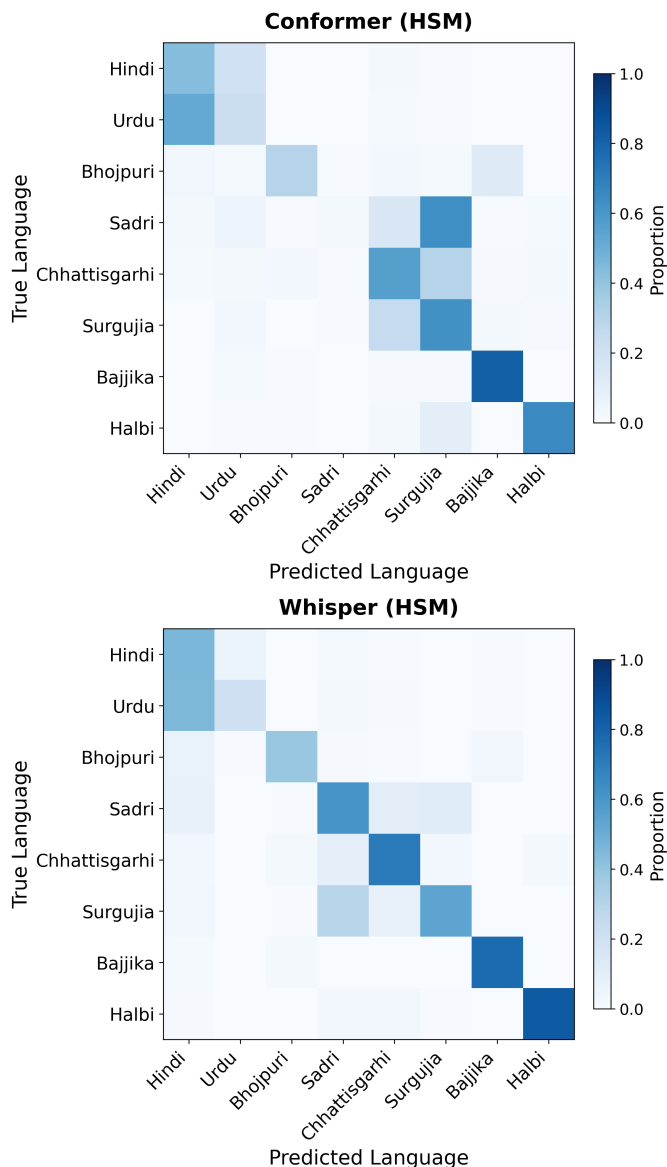 Conformer (HSM)
True Language
Hindi
Urdu
Bhojpuri
Sadri
Chhattisgarhi
Surgujia
Bajjika
Halbi
Hindi
Urdu
Bhojpuri
Sadri
Chhattisgarhi
Surgujia
Bajjika
Halbi
Predicted Language
1.0
0.8
0.6
0.4
0.2
0.0
Proportion
Whisper (HSM)
True Language
Hindi
Urdu
Bhojpuri
Sadri
Chhattisgarhi
Surgujia
Bajjika
Halbi
Hindi
Urdu
Bhojpuri
Sadri
Chhattisgarhi
Surgujia
Bajjika
Halbi
Predicted Language
1.0
0.8
0.6
0.4
0.2
0.0
Proportion